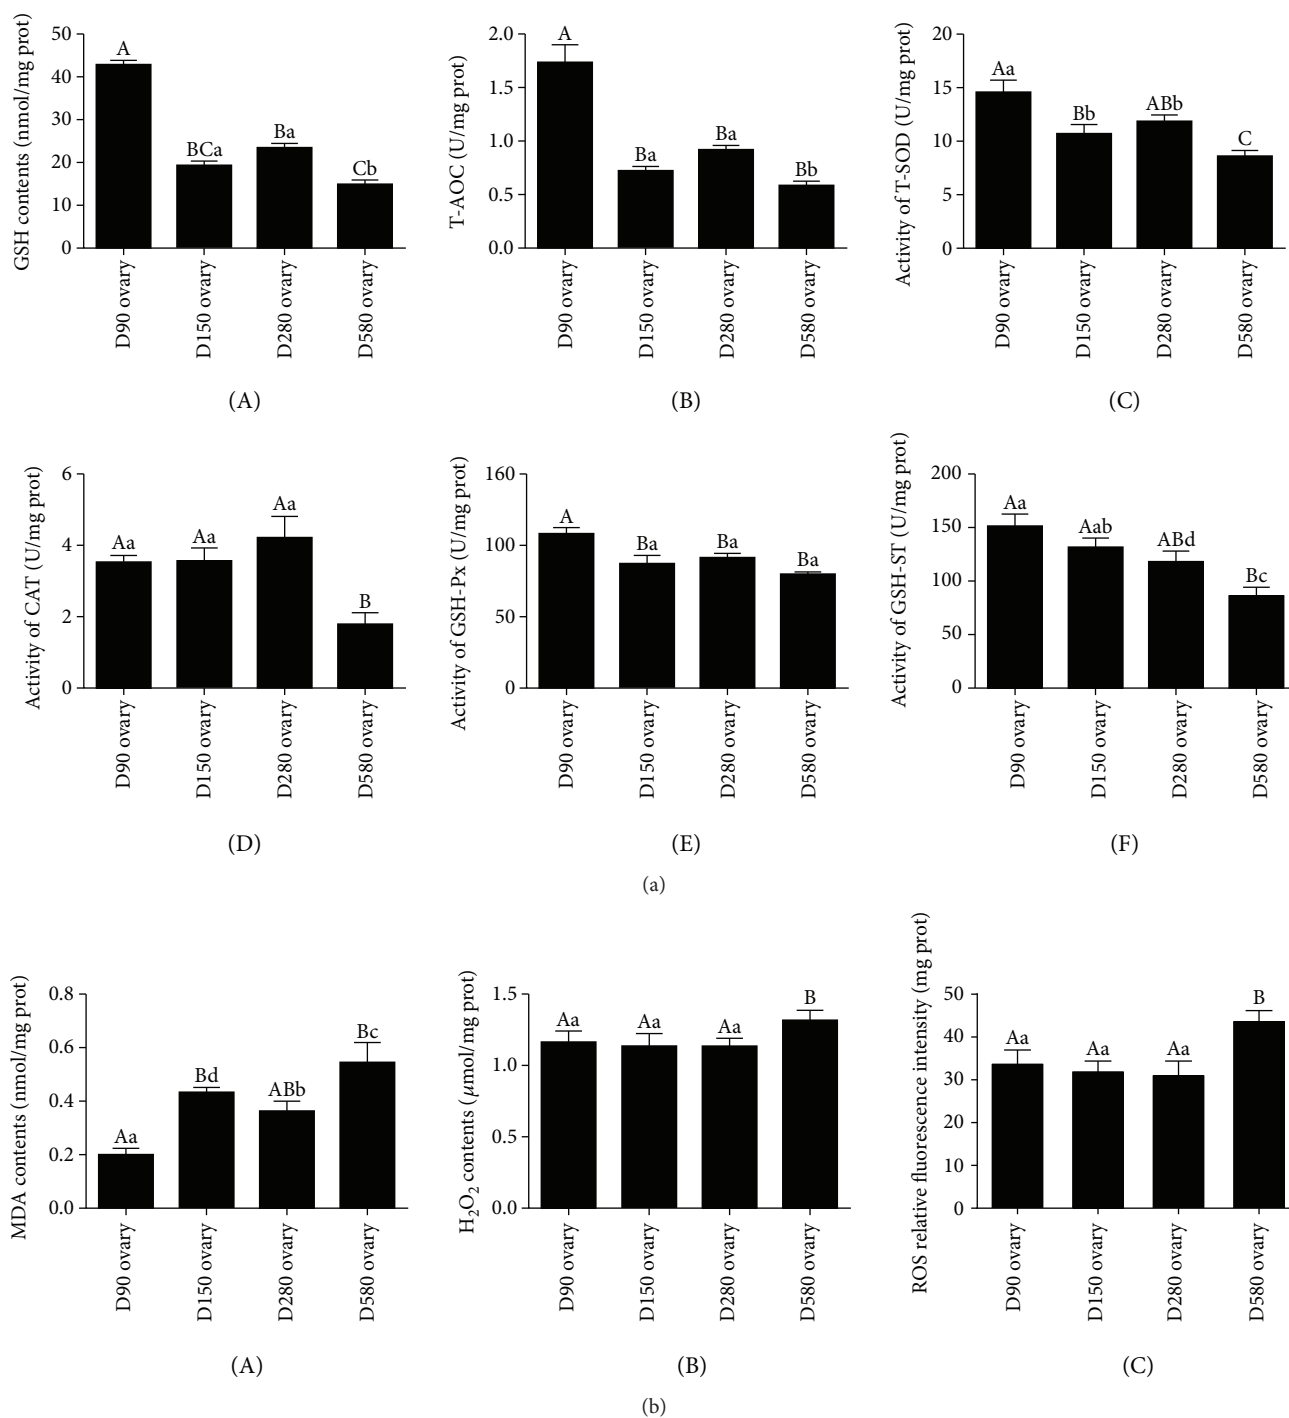 GSH contents (nmol/mg prot)
50
40
30
20
10
0
A
BCa
Ba
Cb
D90 ovary
D150 ovary
D280 ovary
D580 ovary
(A)
T-AOC (U/mg prot)
2.0
1.5
1.0
0.5
0.0
A
Ba
Ba
Bb
D90 ovary
D150 ovary
D280 ovary
D580 ovary
(B)
Activity of T-SOD (U/mg prot)
20
15
10
5
0
Aa
Bb
ABb
C
D90 ovary
D150 ovary
D280 ovary
D580 ovary
(C)
Activity of CAT (U/mg prot)
6
4
2
0
Aa
Aa
Aa
B
D90 ovary
D150 ovary
D280 ovary
D580 ovary
(D)
Activity of GSH-Px (U/mg prot)
160
100
50
0
A
Ba
Ba
Ba
D90 ovary
D150 ovary
D280 ovary
D580 ovary
(E)
Activity of GSH-ST (U/mg prot)
200
150
100
50
0
Aa
Aab
ABd
Bc
D90 ovary
D150 ovary
D280 ovary
D580 ovary
(F)
(a)
MDA contents (nmol/mg prot)
0.8
0.6
0.4
0.2
0.0
Aa
Bd
ABb
Bc
D90 ovary
D150 ovary
D280 ovary
D580 ovary
(A)
H₂O₂ contents (μmol/mg prot)
1.5
1.0
0.5
0.0
Aa
Aa
Aa
B
D90 ovary
D150 ovary
D280 ovary
D580 ovary
(B)
ROS relative fluorescence intensity (mg prot)
50
40
30
20
10
0
Aa
Aa
Aa
B
D90 ovary
D150 ovary
D280 ovary
D580 ovary
(C)
(b)